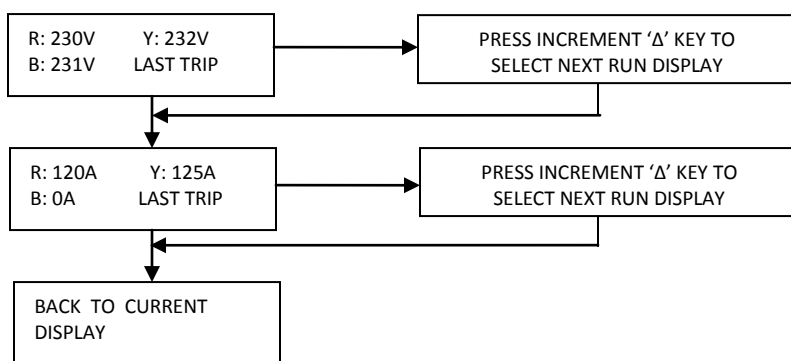 R: 230V Y: 232V
B: 231V LAST TRIP
PRESS INCREMENT ‘Δ’ KEY TO
SELECT NEXT RUN DISPLAY
R: 120A Y: 125A
B: 0A LAST TRIP
PRESS INCREMENT ‘Δ’ KEY TO
SELECT NEXT RUN DISPLAY
BACK TO CURRENT
DISPLAY